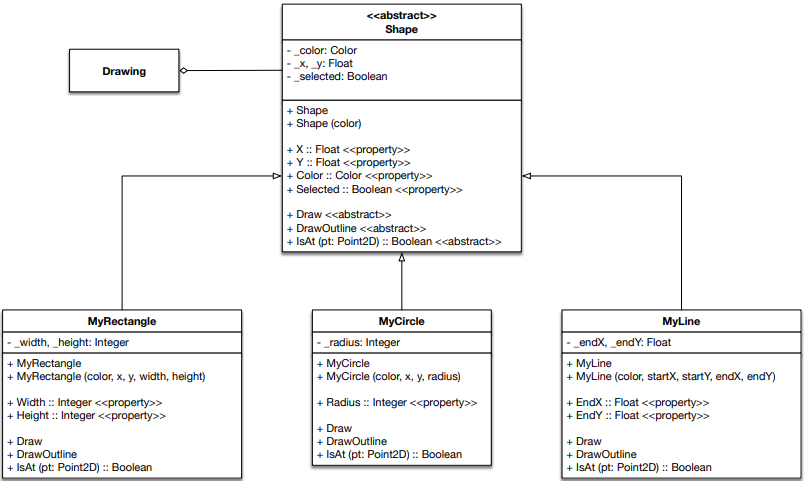 <<abstract>>
Shape
- _color: Color
- _x, _y: Float
- _selected: Boolean
+ Shape
+ Shape (color)
+ X :: Float <<property>>
+ Y :: Float <<property>>
+ Color :: Color <<property>>
+ Selected :: Boolean <<property>>
+ Draw <<abstract>>
+ DrawOutline <<abstract>>
+ IsAt (pt: Point2D) :: Boolean <<abstract>>
Drawing
MyRectangle
- _width, _height: Integer
+ MyRectangle
+ MyRectangle (color, x, y, width, height)
+ Width :: Integer <<property>>
+ Height :: Integer <<property>>
+ Draw
+ DrawOutline
+ IsAt (pt: Point2D) :: Boolean
MyCircle
- _radius: Integer
+ MyCircle
+ MyCircle (color, x, y, radius)
+ Radius :: Integer <<property>>
+ Draw
+ DrawOutline
+ IsAt (pt: Point2D) :: Boolean
MyLine
- _endX, _endY: Float
+ MyLine
+ MyLine (color, startX, startY, endX, endY)
+ EndX :: Float <<property>>
+ EndY :: Float <<property>>
+ Draw
+ DrawOutline
+ IsAt (pt: Point2D) :: Boolean